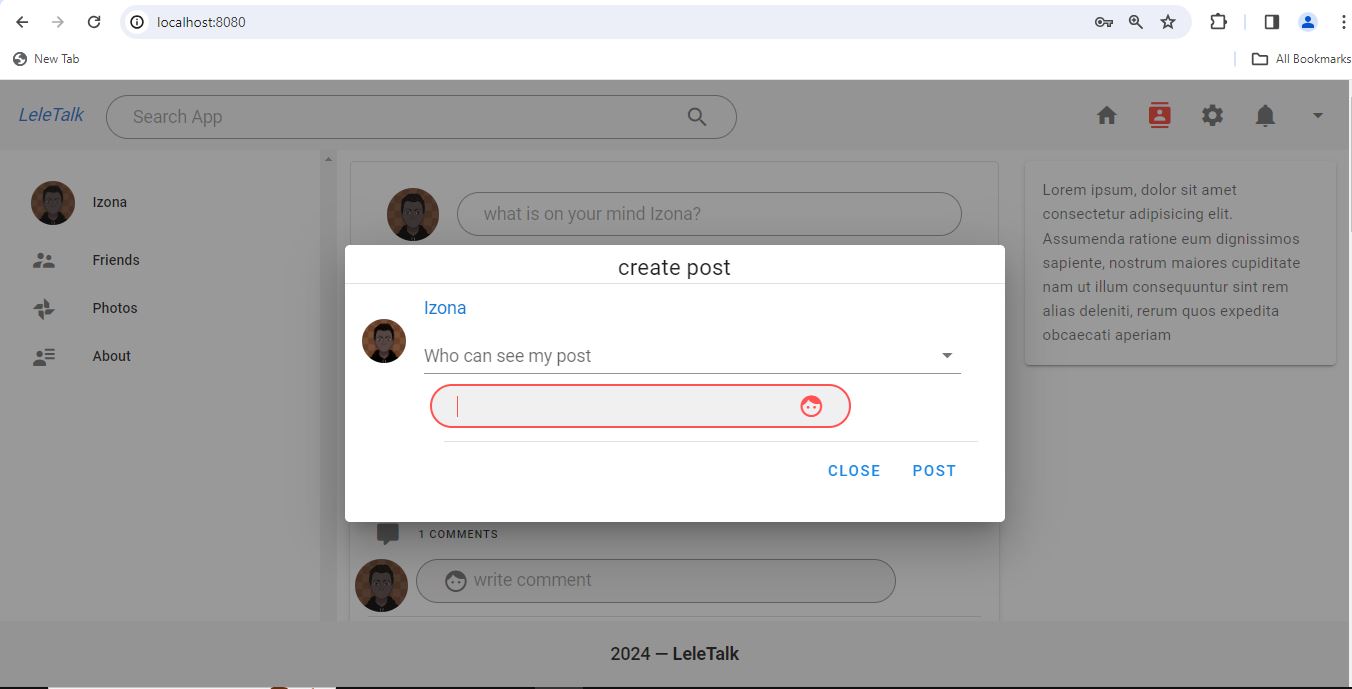 localhost:8080
New Tab
All Bookmarks
LeleTalk
Search App
Izona
Friends
Photos
About
what is on your mind Izona?
create post
Izona
Who can see my post
CLOSE POST
1 COMMENTS
write comment
Lorem ipsum, dolor sit amet
consectetur adipisicing elit.
Assumenda ratione eum dignissimos
sapiente, nostrum maiores cupiditate
nam ut illum consequuntur sint rem
alias deleniti, rerum quos expedita
obcaecati aperiam
2024 — LeleTalk